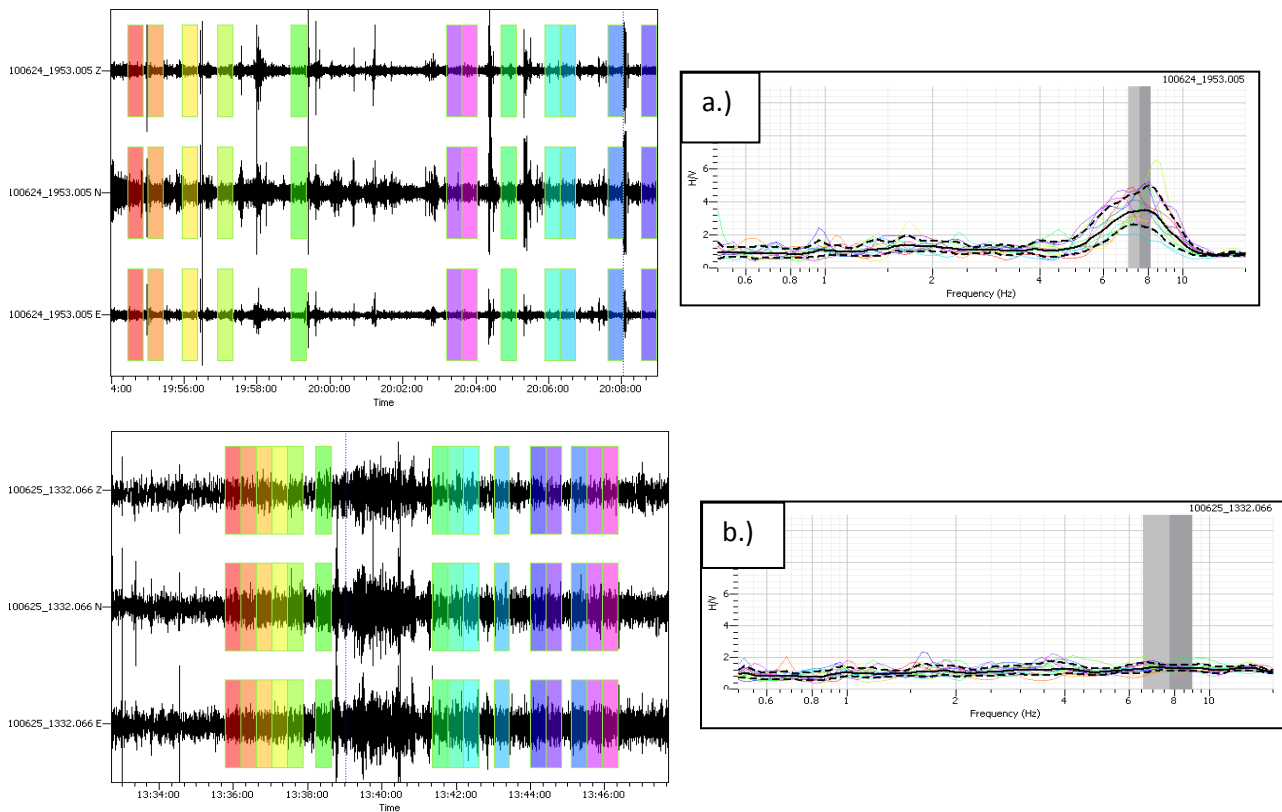 100624_1953.005 Z
100624_1953.005 N
100624_1953.005 E
4:00 19:56:00 19:58:00 20:00:00 20:02:00 20:04:00 20:06:00 20:08:00
Time
a.)
100624_1953.005
H/V
6
4
2
0
0.6 0.8 1 2 4 6 8 10
Frequency (Hz)
100625_1332.066 Z
100625_1332.066 N
100625_1332.066 E
13:34:00 13:36:00 13:38:00 13:40:00 13:42:00 13:44:00 13:46:00
Time
b.)
100625_1332.066
H/V
6
4
2
0
0.6 0.8 1 2 4 6 8 10
Frequency (Hz)